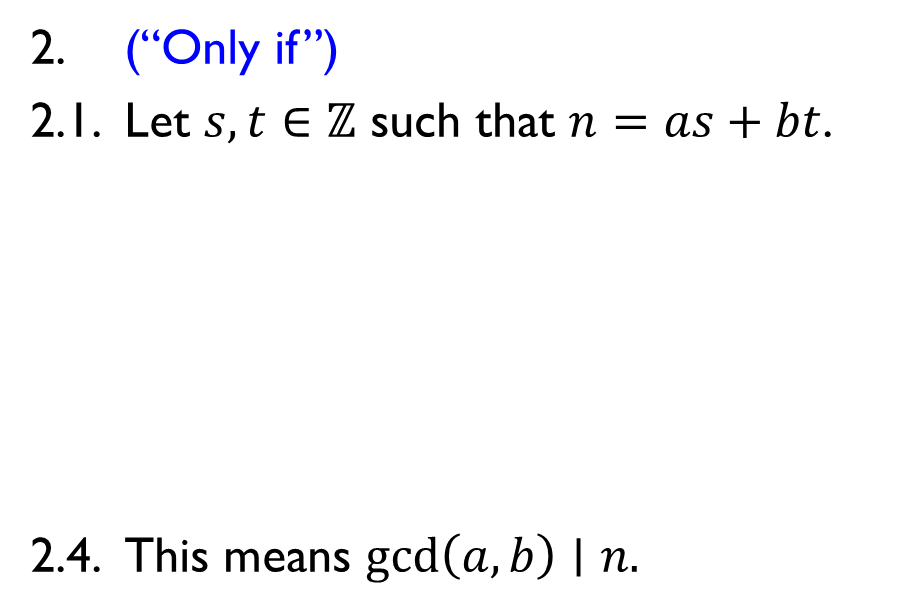 2. (“Only if”)
2.1. Let 𝑠, 𝑡 ∈ ℤ such that 𝑛 = 𝑎𝑠 + 𝑏𝑡.
2.4. This means gcd(𝑎, 𝑏) ∣ 𝑛.